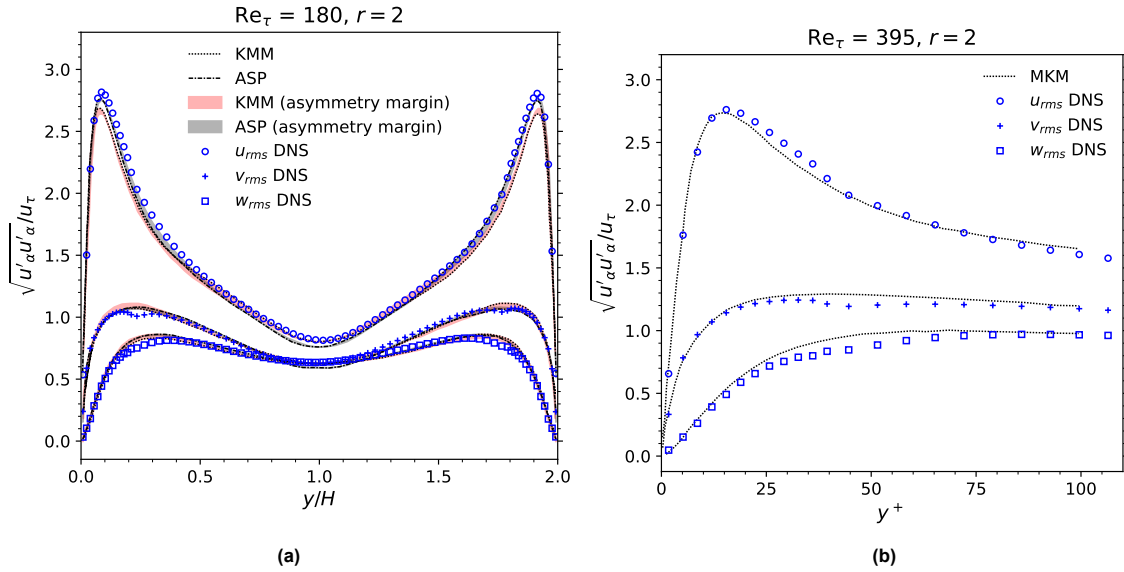 Re_τ = 180, r = 2
KMM
ASP
KMM (asymmetry margin)
ASP (asymmetry margin)
u_rms DNS
v_rms DNS
w_rms DNS
√(u'_α u'_α)/u_τ
3.0
2.5
2.0
1.5
1.0
0.5
0.0
0.0 0.5 1.0 1.5 2.0
y/H
(a)
Re_τ = 395, r = 2
MKM
u_rms DNS
v_rms DNS
w_rms DNS
√(u'_α u'_α)/u_τ
3.0
2.5
2.0
1.5
1.0
0.5
0.0
0 25 50 75 100
y⁺
(b)